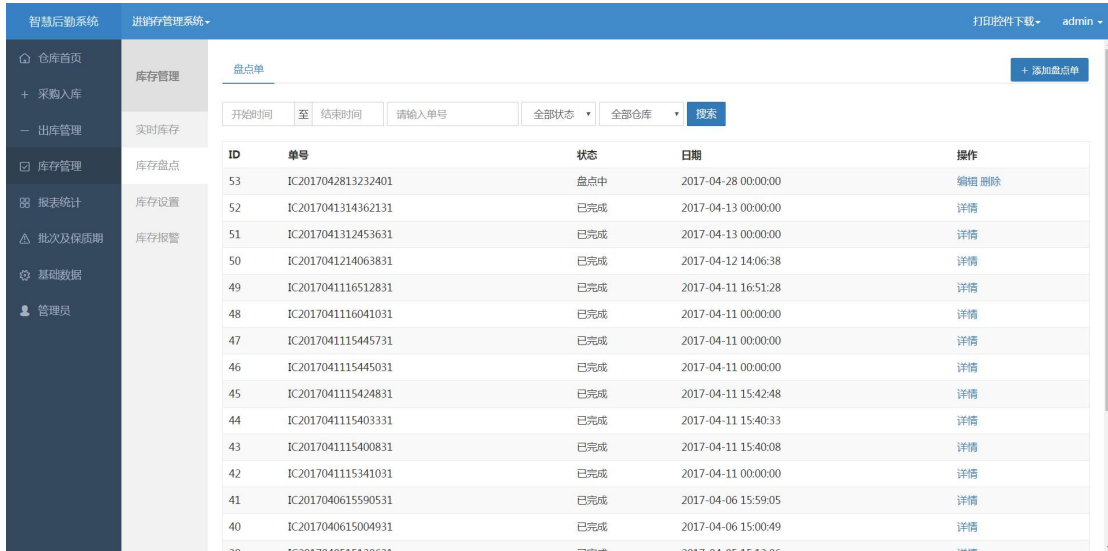 智慧后勤系统 进销存管理系统 打印控件下载 admin
仓库首页
采购入库
出库管理
库存管理
报表统计
批次及保质期
基础数据
管理员
库存管理
实时库存
库存盘点
库存设置
库存报警
盘点单 + 添加盘点单
开始时间 至 结束时间 请输入单号 全部状态 全部仓库 搜索
ID 单号 状态 日期 操作
53 IC2017042813232401 盘点中 2017-04-28 00:00:00 编辑 删除
52 IC2017041314362131 已完成 2017-04-13 00:00:00 详情
51 IC2017041312453631 已完成 2017-04-13 00:00:00 详情
50 IC2017041214063831 已完成 2017-04-12 14:06:38 详情
49 IC2017041116512831 已完成 2017-04-11 16:51:28 详情
48 IC2017041116041031 已完成 2017-04-11 00:00:00 详情
47 IC2017041115445731 已完成 2017-04-11 00:00:00 详情
46 IC2017041115445031 已完成 2017-04-11 00:00:00 详情
45 IC2017041115424831 已完成 2017-04-11 15:42:48 详情
44 IC2017041115403331 已完成 2017-04-11 15:40:33 详情
43 IC2017041115400831 已完成 2017-04-11 15:40:08 详情
42 IC2017041115341031 已完成 2017-04-11 00:00:00 详情
41 IC2017040615590531 已完成 2017-04-06 15:59:05 详情
40 IC2017040615004931 已完成 2017-04-06 15:00:49 详情